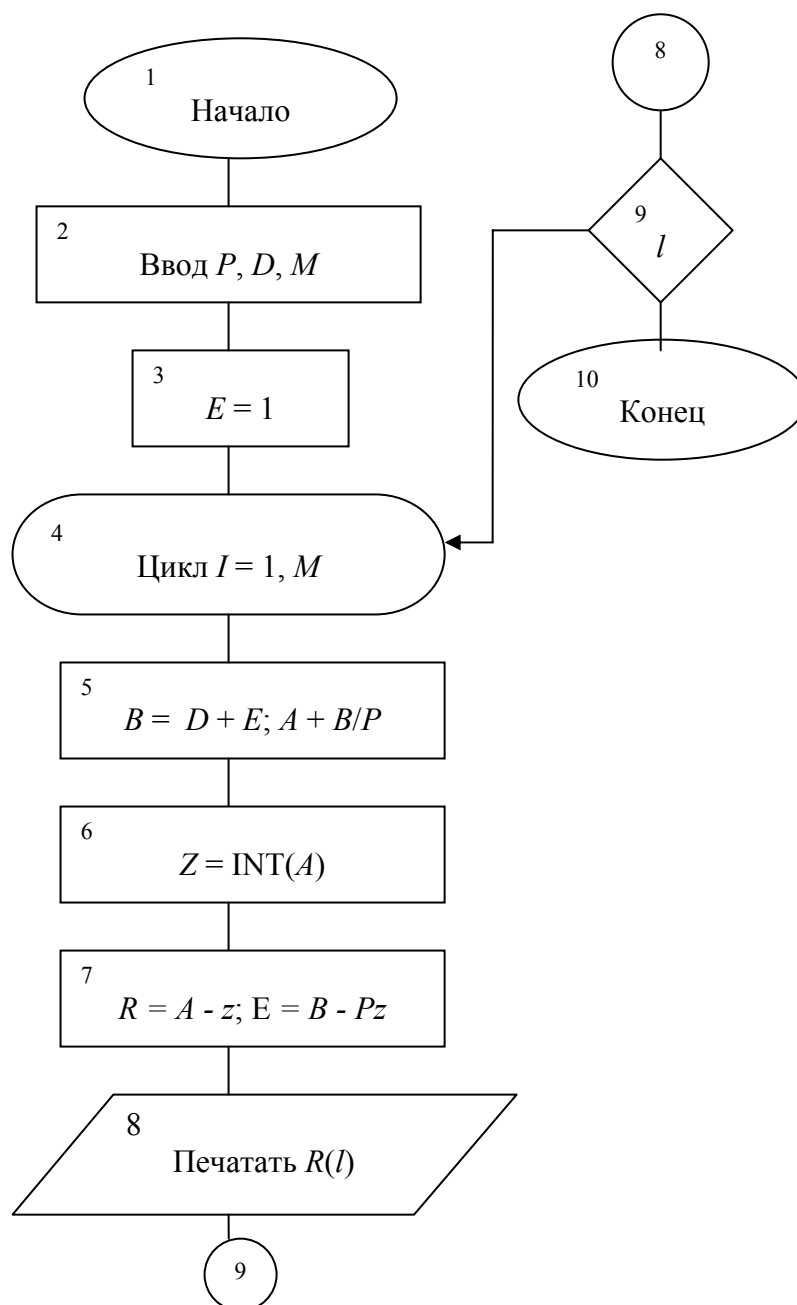 1
Начало
2
Ввод P, D, M
3
E = 1
4
Цикл I = 1, M
5
B = D + E; A + B/P
6
Z = INT(A)
7
R = A - z; E = B - Pz
8
Печатать R(l)
9
8
9
l
10
Конец